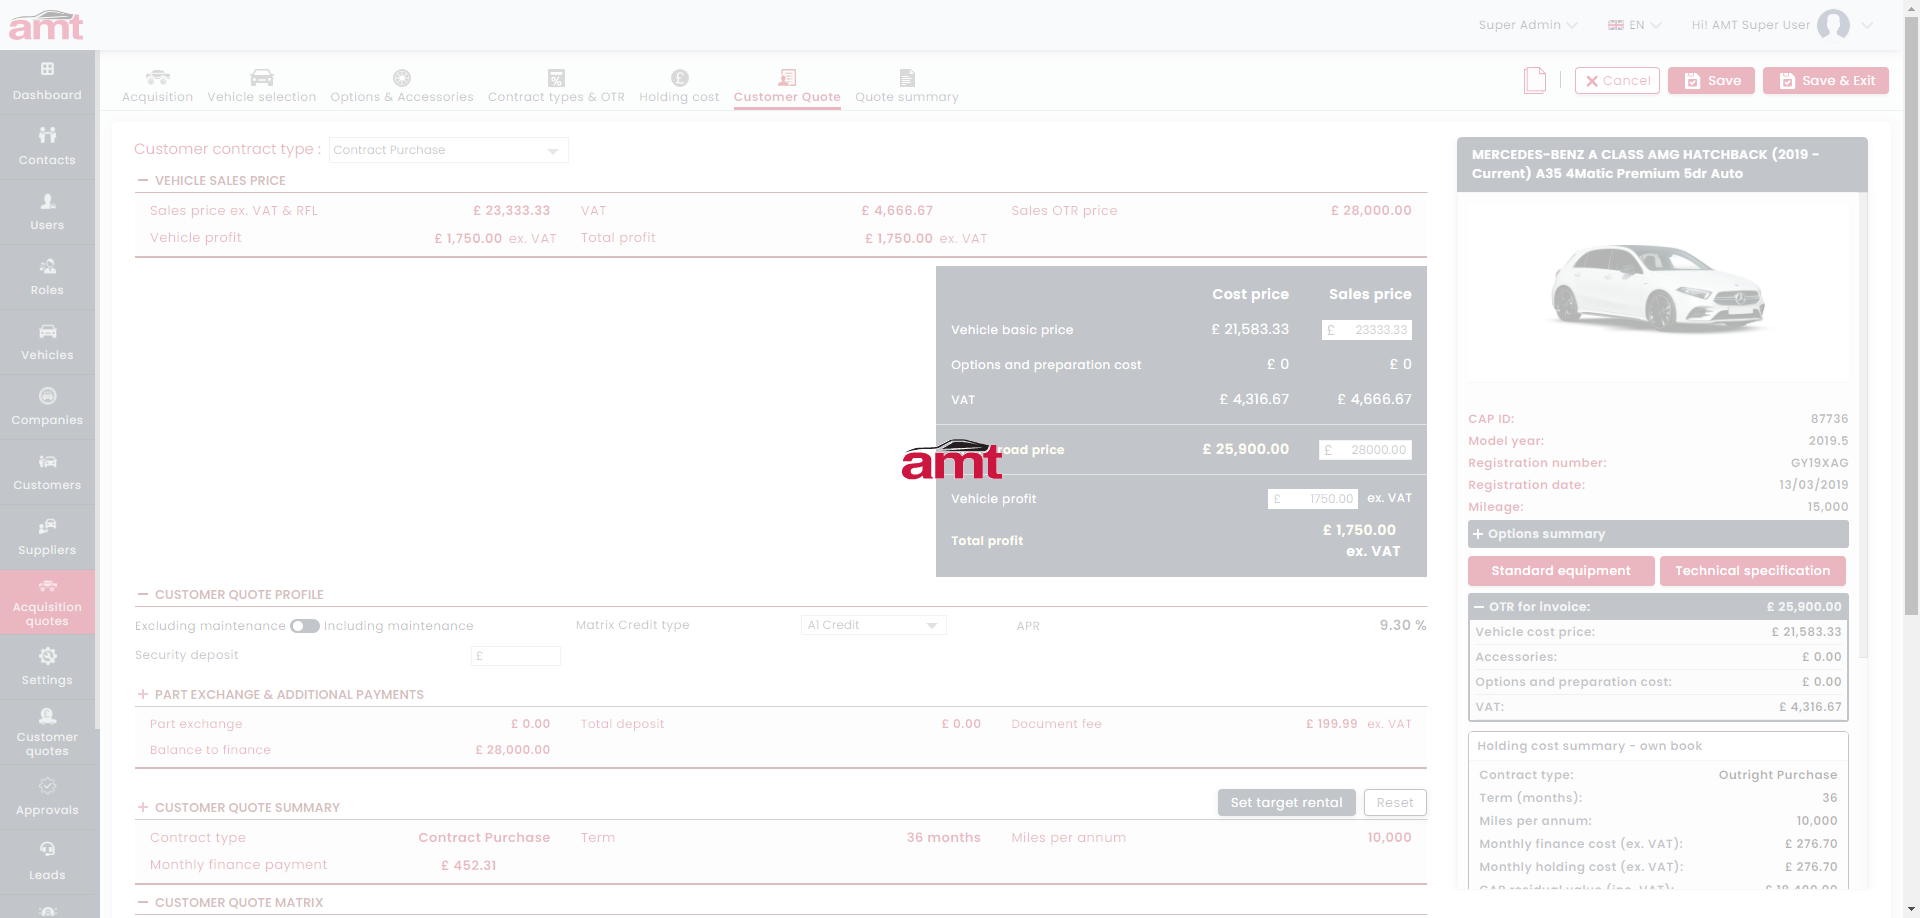 amt
Super Admin
EN
Hi! AMT Super User
Dashboard
Contacts
Users
Roles
Vehicles
Companies
Customers
Suppliers
Acquisition
quotes
Settings
Customer
quotes
Approvals
Leads
Acquisition
Vehicle selection
Options & Accessories
Contract types & OTR
Holding cost
Customer Quote
Quote summary
Cancel
Save
Save & Exit
Customer contract type : Contract Purchase
VEHICLE SALES PRICE
Sales price ex. VAT & RFL £ 23,333.33 VAT £ 4,666.67 Sales OTR price £ 28,000.00
Vehicle profit £ 1,750.00 ex. VAT Total profit £ 1,750.00 ex. VAT
Cost price Sales price
Vehicle basic price £ 21,583.33 £ 23333.33
Options and preparation cost £ 0 £ 0
VAT £ 4,316.67 £ 4,666.67
amt
road price £ 25,900.00 £ 28000.00
Vehicle profit £ 1750.00 ex. VAT
Total profit £ 1,750.00
ex. VAT
CUSTOMER QUOTE PROFILE
Excluding maintenance Including maintenance Matrix Credit type A1 Credit APR 9.30 %
Security deposit £
PART EXCHANGE & ADDITIONAL PAYMENTS
Part exchange £ 0.00 Total deposit £ 0.00 Document fee £ 199.99 ex. VAT
Balance to finance £ 28,000.00
CUSTOMER QUOTE SUMMARY Set target rental Reset
Contract type Contract Purchase Term 36 months Miles per annum 10,000
Monthly finance payment £ 452.31
CUSTOMER QUOTE MATRIX
MERCEDES-BENZ A CLASS AMG HATCHBACK (2019 -
Current) A35 4Matic Premium 5dr Auto
CAP ID: 87736
Model year: 2019.5
Registration number: GY19XAG
Registration date: 13/03/2019
Mileage: 15,000
Options summary
Standard equipment Technical specification
OTR for invoice: £ 25,900.00
Vehicle cost price: £ 21,583.33
Accessories: £ 0.00
Options and preparation cost: £ 0.00
VAT: £ 4,316.67
Holding cost summary - own book
Contract type: Outright Purchase
Term (months): 36
Miles per annum: 10,000
Monthly finance cost (ex. VAT): £ 276.70
Monthly holding cost (ex. VAT): £ 276.70
CAP residual value (inc. VAT): £ 18,400.00